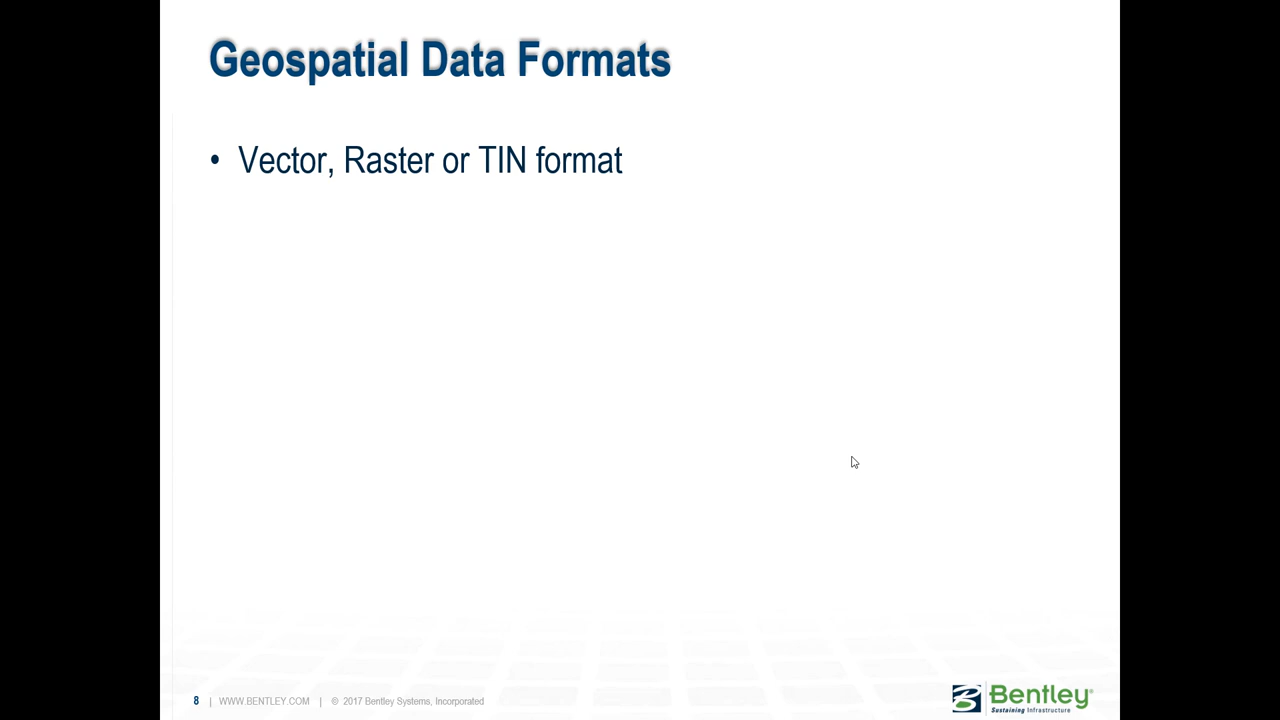 Geospatial Data Formats
• Vector, Raster or TIN format
8 | WWW.BENTLEY.COM | © 2017 Bentley Systems, Incorporated
Bentley®
Sustaining Infrastructure